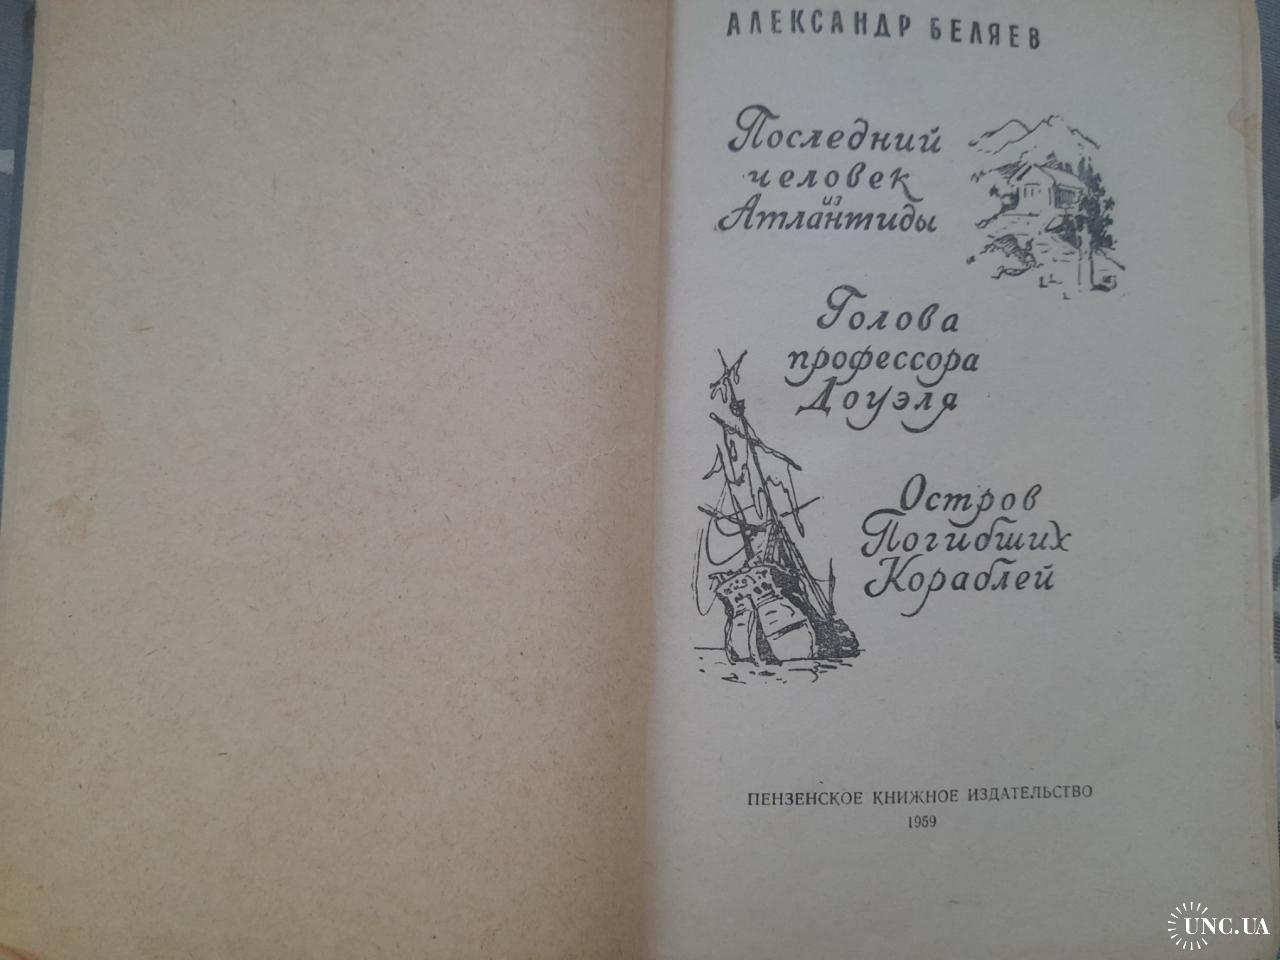 АЛЕКСАНДР БЕЛЯЕВ
Последний
человек
из
Атлантиды
Голова
профессора
Доуэля
Остров
Погибших
Кораблей
ПЕНЗЕНСКОЕ КНИЖНОЕ ИЗДАТЕЛЬСТВО
1959
UNC.UA